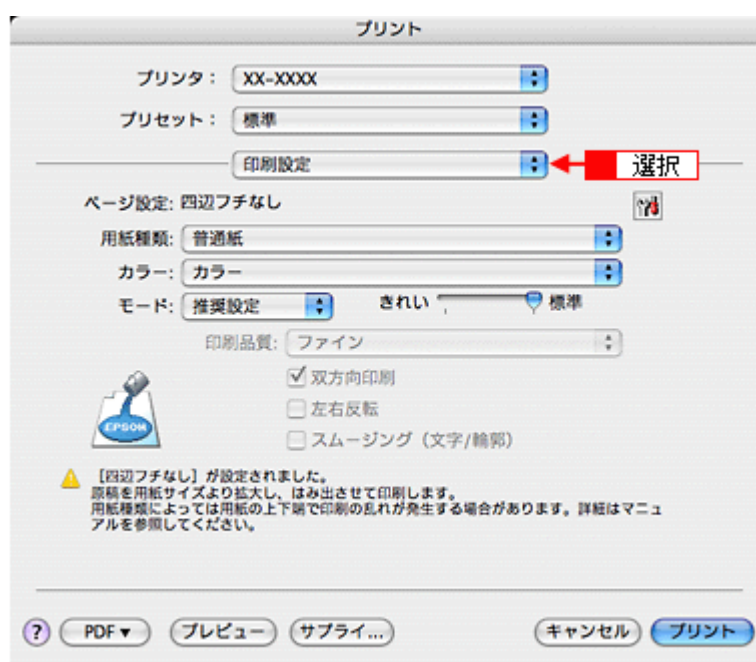 プリント
プリンタ： XX-XXXX
プリセット： 標準
印刷設定 選択
ページ設定: 四辺フチなし
用紙種類: 普通紙
カラー: カラー
モード: 推奨設定 きれい 標準
印刷品質: ファイン
双方向印刷
左右反転
スムージング（文字/輪郭）
EPSON
［四辺フチなし］が設定されました。
原稿を用紙サイズより拡大し、はみ出させて印刷します。
用紙種類によっては用紙の上下端で印刷の乱れが発生する場合があります。詳細はマニュ
アルを参照してください。
? PDF▼ プレビュー サプライ... キャンセル プリント